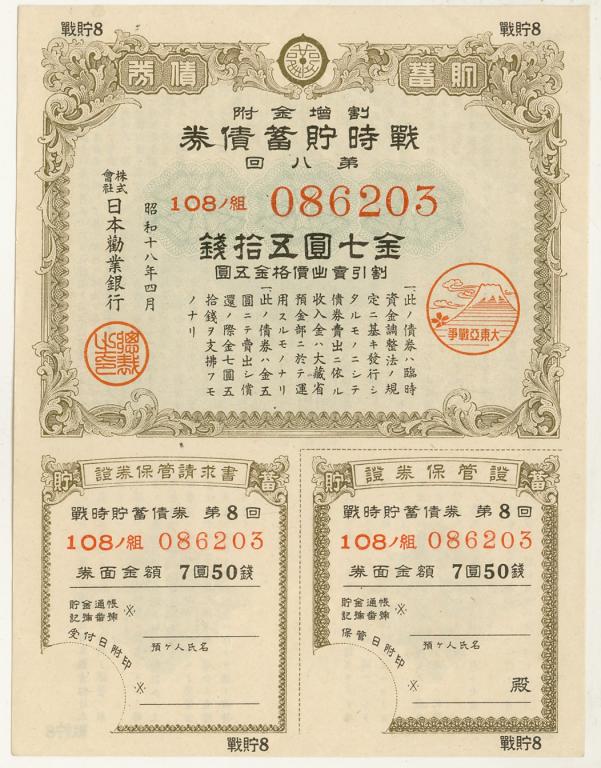 戰貯8
戰貯8
券債
蓄貯
附金增割
券債蓄貯時戰
回八第
108ノ組 086203
錢拾五圓七金
圓五金格價出賣引割
一、此ノ債券ハ臨時
資金調整法ノ規
定ニ基キ發行シ
タルモノニシテ
債券賣出ニ依ル
收入金ハ大藏省
預金部ニ於テ運
用スルモノナリ
一、此ノ債券ハ金五
圓ニテ賣出シ償
還ノ際金七圓五
拾錢ヲ支拂フモ
ノナリ
昭和十八年四月
株式會社日本勸業銀行
總裁之印
爭戰亞東大
貯
書求請管保券證
蓄
戰時貯蓄債券 第8回
108ノ組 086203
券面金額 7圓50錢
貯金通帳
記號番號
※
受付日附印
預ケ人氏名
※
貯
證管保券證
蓄
戰時貯蓄債券 第8回
108ノ組 086203
券面金額 7圓50錢
貯金通帳
記號番號
※
保管日附印
預ケ人氏名
※
殿
戰貯8
戰貯8